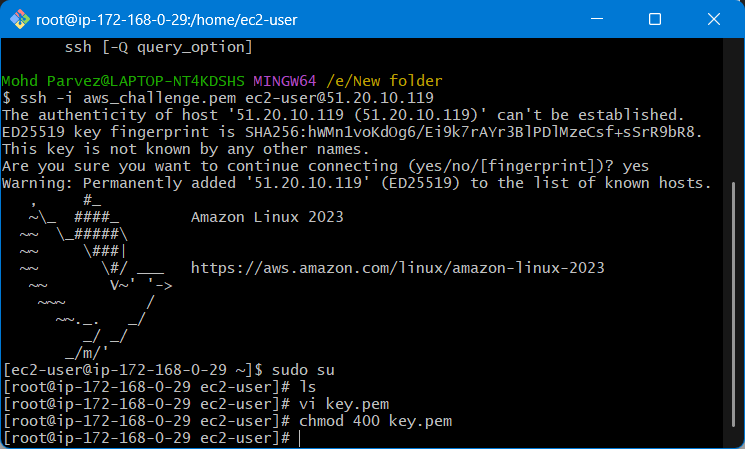 root@ip-172-168-0-29:/home/ec2-user
ssh [-Q query_option]
Mohd Parvez@LAPTOP-NT4KDSHS MINGW64 /e/New folder
$ ssh -i aws_challenge.pem ec2-user@51.20.10.119
The authenticity of host '51.20.10.119 (51.20.10.119)' can't be established.
ED25519 key fingerprint is SHA256:hWMn1voKdOg6/Ei9k7rAYr3BlPDlMzeCsf+sSrR9bR8.
This key is not known by any other names.
Are you sure you want to continue connecting (yes/no/[fingerprint])? yes
Warning: Permanently added '51.20.10.119' (ED25519) to the list of known hosts.
   ,     #_
   ~\_  ####_        Amazon Linux 2023
  ~~  \_#####\
  ~~     \###|
  ~~       \#/ ___   https://aws.amazon.com/linux/amazon-linux-2023
   ~~       V~' '->
    ~~~         /
      ~~._.   _/
         _/ _/
       _/m/'
[ec2-user@ip-172-168-0-29 ~]$ sudo su
[root@ip-172-168-0-29 ec2-user]# ls
[root@ip-172-168-0-29 ec2-user]# vi key.pem
[root@ip-172-168-0-29 ec2-user]# chmod 400 key.pem
[root@ip-172-168-0-29 ec2-user]#